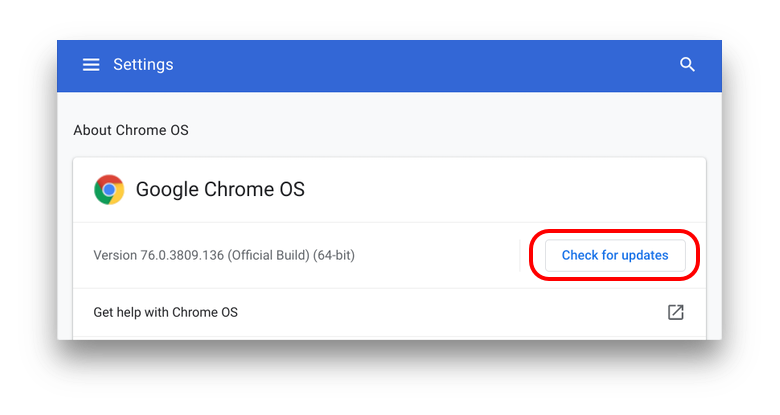 Settings
About Chrome OS
Google Chrome OS
Version 76.0.3809.136 (Official Build) (64-bit)
Check for updates
Get help with Chrome OS